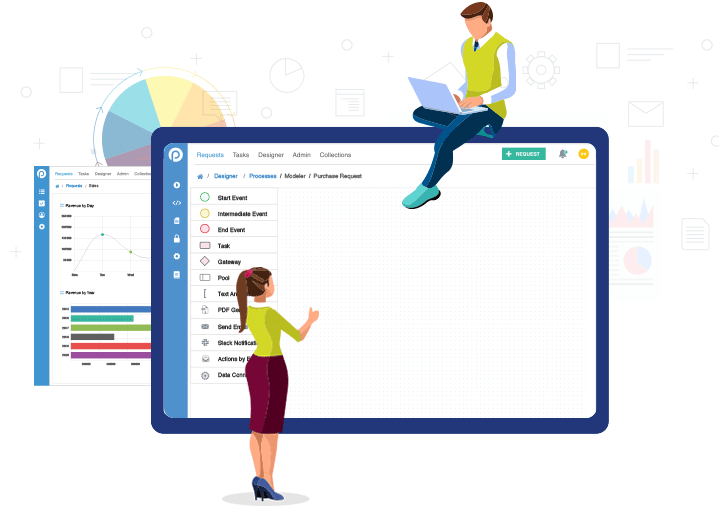 Requests Tasks Designer Admin Collections
+ REQUEST
/ Designer / Processes / Modeler / Purchase Request
Start Event
Intermediate Event
End Event
Task
Gateway
Pool
Text An
PDF Ge
Send Em
Slack Notificati
Actions by E
Data Conn
Requests Tasks Designer Admin Collection
/ Requests / Sales
Revenue by Day
Revenue by Year